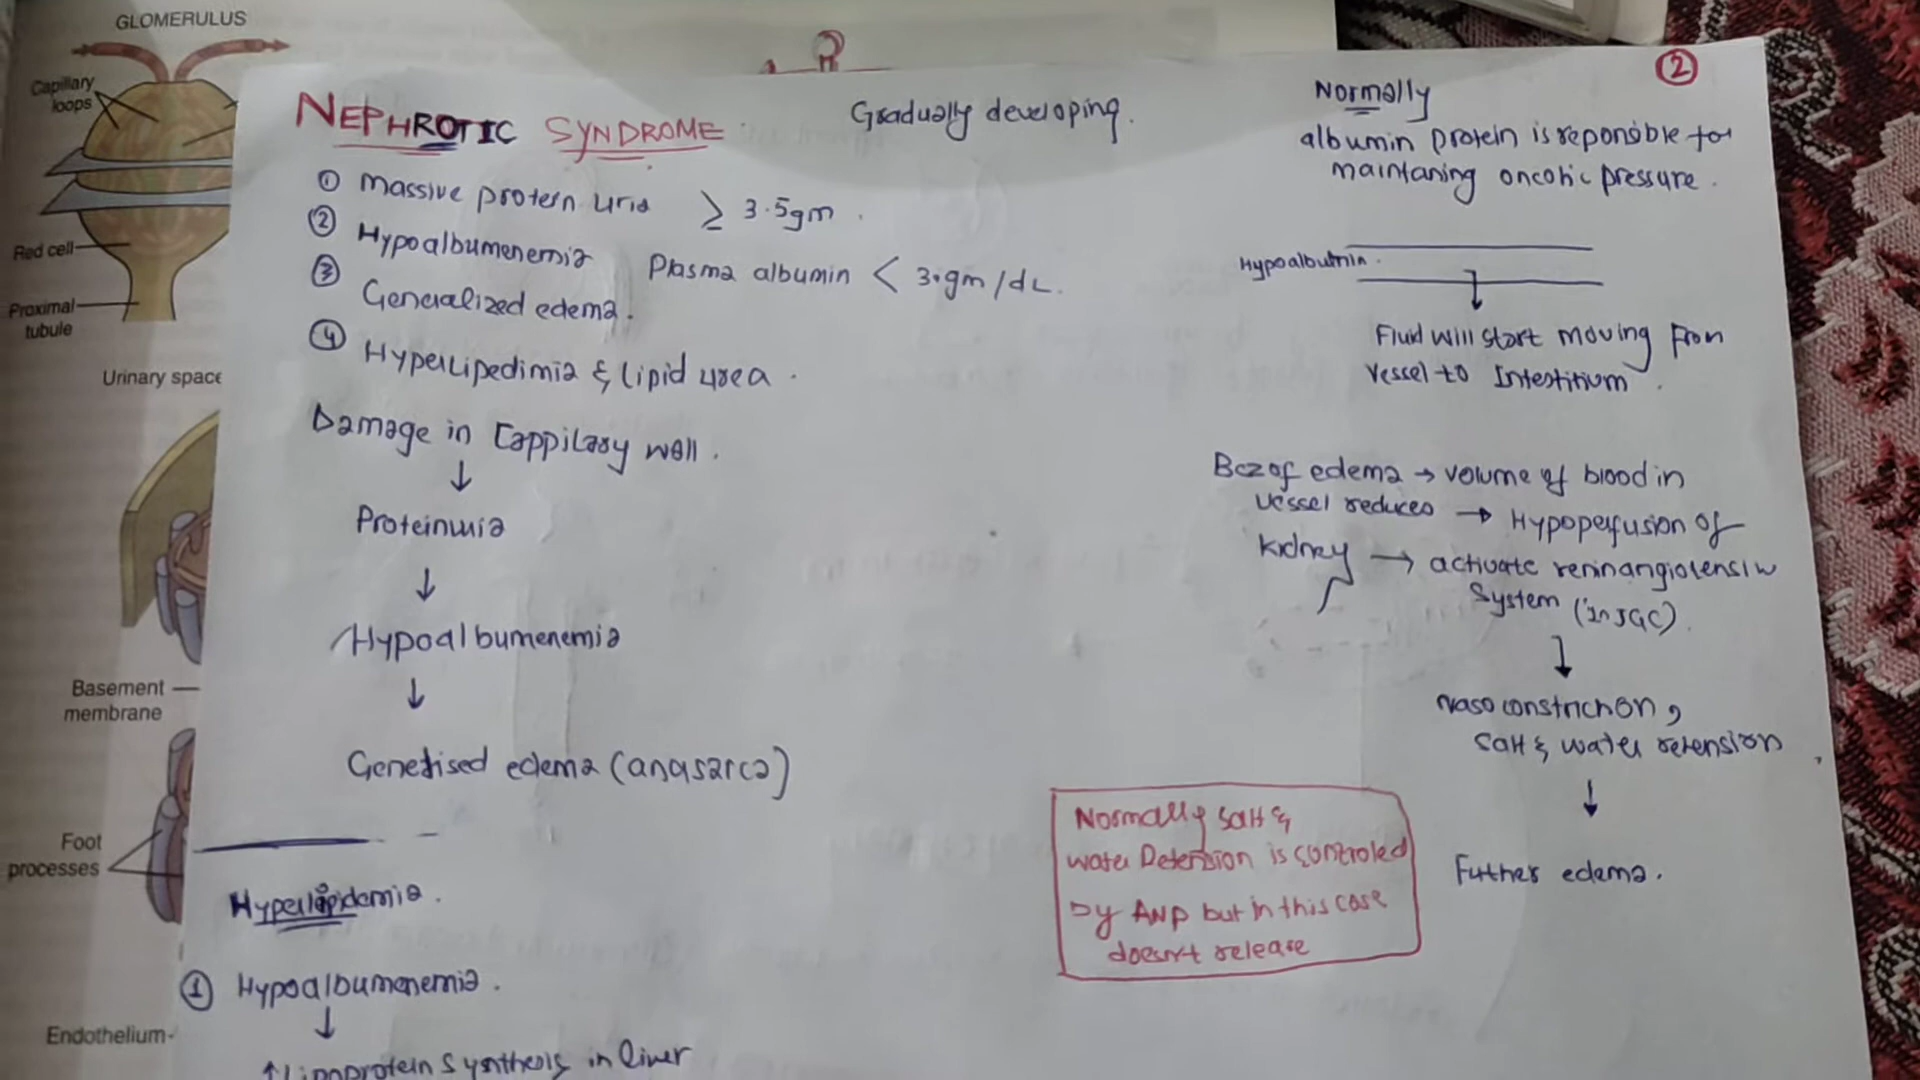 GLOMERULUS
Capillary
loops
Red cell
Proximal
tubule
Urinary space
Basement
membrane
Foot
processes
Endothelium
2
NEPHROTIC SYNDROME
Gradually developing.
① Massive protein uria ≥ 3.5gm.
② Hypoalbumenemia Plasma albumin < 3.gm/dL.
③ Generalized edema.
④ Hyperlipedimia & lipid urea.
Damage in Cappilary wall.
↓
Proteinuria
↓
Hypoalbumenemia
↓
Genetised edema (anasarca)
Hyperlipidemia.
① Hypoalbumenemia.
↓
↑ Lipoprotein synthesis in liver
Normally
albumin protein is reponsible for
maintaning oncotic pressure.
Hypoalbumin.
↓
Fluid will start moving from
vessel to Intestitium.
Bcz of edema → volume of blood in
vessel reduces → Hypoperfusion of
kidney → activate reninangiotensin
system (in JGC)
↓
Vasoconstriction,
salt & water retension
↓
Futher edema.
Normally salt &
water Detension is controled
by ANP but in this case
doesn't release